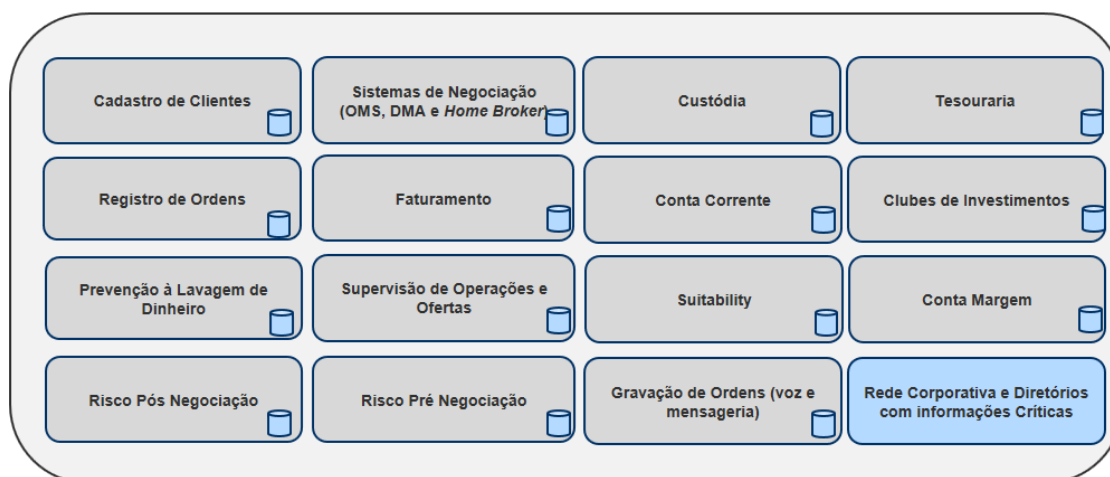 Cadastro de Clientes
Sistemas de Negociação
(OMS, DMA e Home Broker)
Custódia
Tesouraria
Registro de Ordens
Faturamento
Conta Corrente
Clubes de Investimentos
Prevenção à Lavagem de
Dinheiro
Supervisão de Operações e
Ofertas
Suitability
Conta Margem
Risco Pós Negociação
Risco Pré Negociação
Gravação de Ordens (voz e
mensageria)
Rede Corporativa e Diretórios
com informações Críticas